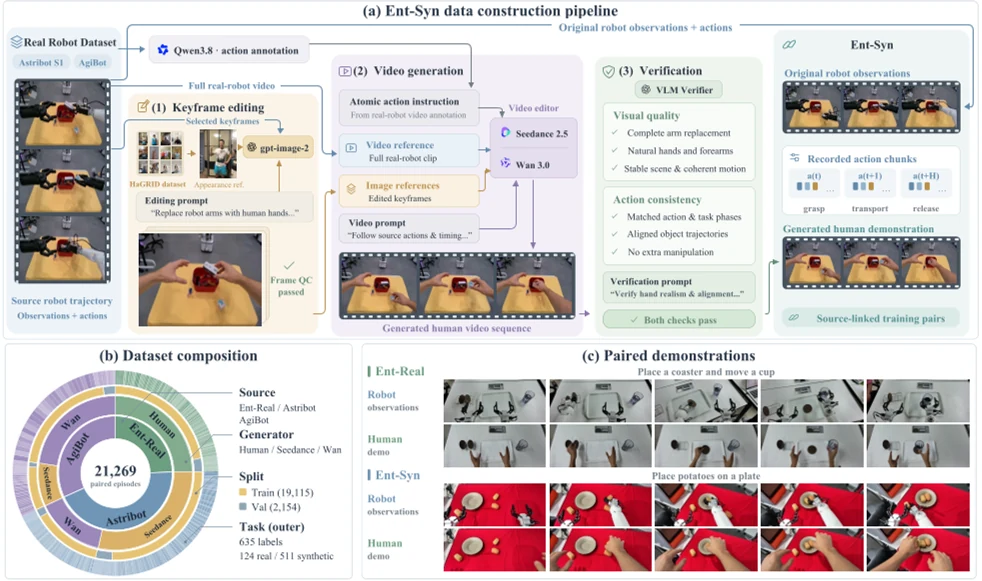 (a) Ent-Syn data construction pipeline
Original robot observations + actions
Real Robot Dataset
Astribot S1
AgiBot
Source robot trajectory
Observations + actions
Qwen3.8 · action annotation
Full real-robot video
(1) Keyframe editing
Selected keyframes
HaGRID dataset
Appearance ref.
gpt-image-2
Editing prompt
"Replace robot arms with human hands..."
Frame QC
passed
(2) Video generation
Atomic action instruction
From real-robot video annotation
Video reference
Full real-robot clip
Image references
Edited keyframes
Video prompt
"Follow source actions & timing..."
Video editor
Seedance 2.5
Wan 3.0
Generated human video sequence
(3) Verification
VLM Verifier
Visual quality
Complete arm replacement
Natural hands and forearms
Stable scene & coherent motion
Action consistency
Matched action & task phases
Aligned object trajectories
No extra manipulation
Verification prompt
"Verify hand realism & alignment..."
Both checks pass
Ent-Syn
Original robot observations
Recorded action chunks
a(t)
a(t+1)
a(t+H)
...
...
...
grasp
transport
release
Generated human demonstration
Source-linked training pairs
(b) Dataset composition
Wan
Human
AgiBot
Ent-Real
21,269
paired episodes
Seedance
Wan
Astribot
Seedance
Source
Ent-Real / Astribot
AgiBot
Generator
Human / Seedance / Wan
Split
Train (19,115)
Val (2,154)
Task (outer)
635 labels
124 real / 511 synthetic
(c) Paired demonstrations
Ent-Real
Place a coaster and move a cup
Robot
observations
Human
demo
Ent-Syn
Place potatoes on a plate
Robot
observations
Human
demo